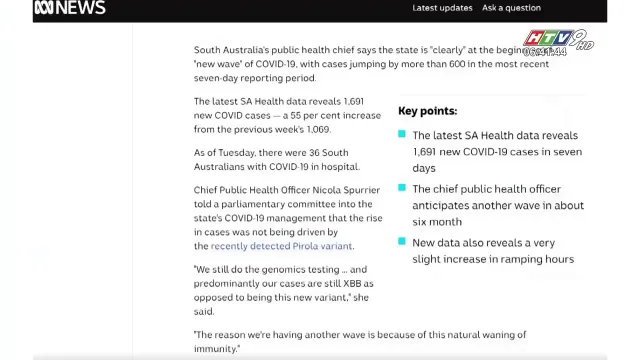 NEWS
Latest updates Ask a question
HTV9 HD
06:41:44
South Australia's public health chief says the state is "clearly" at the beginning of
"new wave" of COVID-19, with cases jumping by more than 600 in the most recent
seven-day reporting period.
The latest SA Health data reveals 1,691
new COVID cases — a 55 per cent increase
from the previous week's 1,069.
As of Tuesday, there were 36 South
Australians with COVID-19 in hospital.
Chief Public Health Officer Nicola Spurrier
told a parliamentary committee into the
state's COVID-19 management that the rise
in cases was not being driven by
the recently detected Pirola variant.
"We still do the genomics testing ... and
predominantly our cases are still XBB as
opposed to being this new variant," she
said.
"The reason we're having another wave is because of this natural waning of
immunity."
Key points:
The latest SA Health data reveals
1,691 new COVID-19 cases in seven
days
The chief public health officer
anticipates another wave in about
six month
New data also reveals a very
slight increase in ramping hours